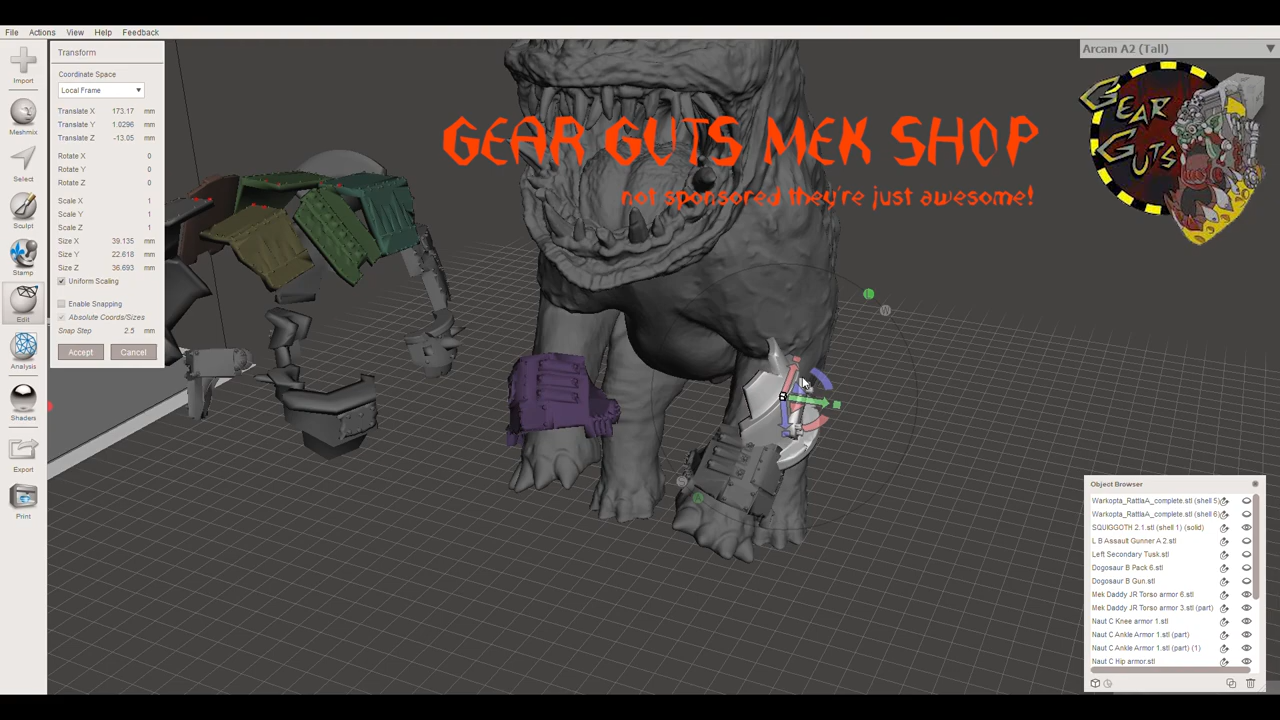 File Actions View Help Feedback
Import
Meshmix
Select
Sculpt
Stamp
Edit
Analysis
Shaders
Export
Print
Transform
Coordinate Space
Local Frame
Translate X 173.17 mm
Translate Y 1.0296 mm
Translate Z -13.05 mm
Rotate X 0
Rotate Y 0
Rotate Z 0
Scale X 1
Scale Y 1
Scale Z 1
Size X 39.135 mm
Size Y 22.618 mm
Size Z 36.693 mm
Uniform Scaling
Enable Snapping
Absolute Coords/Sizes
Snap Step 2.5 mm
Accept Cancel
GEAR GUTS MEK SHOP
not sponsored they're just awesome!
Arcam A2 (Tall)
GEAR
GUTS
L
W
S
A
Object Browser
Warkopta_RattlaA_complete.stl (shell 5)
Warkopta_RattlaA_complete.stl (shell 6)
SQUIGGOTH 2.1.stl (shell 1) (solid)
L B Assault Gunner A 2.stl
Left Secondary Tusk.stl
Dogosaur B Pack 6.stl
Dogosaur B Gun.stl
Mek Daddy JR Torso armor 6.stl
Mek Daddy JR Torso armor 3.stl (part)
Naut C Knee armor 1.stl
Naut C Ankle Armor 1.stl (part)
Naut C Ankle Armor 1.stl (part) (1)
Naut C Hip armor.stl